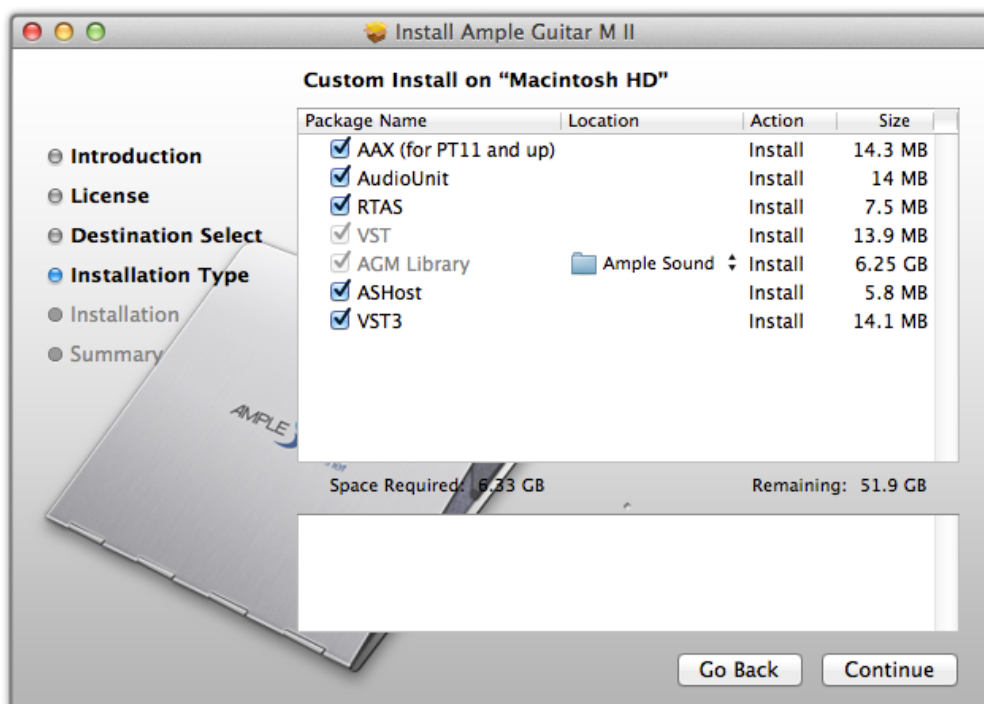 Install Ample Guitar M II
Custom Install on “Macintosh HD”
Introduction
License
Destination Select
Installation Type
Installation
Summary
Package Name Location Action Size
AAX (for PT11 and up) Install 14.3 MB
AudioUnit Install 14 MB
RTAS Install 7.5 MB
VST Install 13.9 MB
AGM Library Ample Sound Install 6.25 GB
ASHost Install 5.8 MB
VST3 Install 14.1 MB
AMPLE
Space Required: 6.33 GB Remaining: 51.9 GB
Go Back Continue